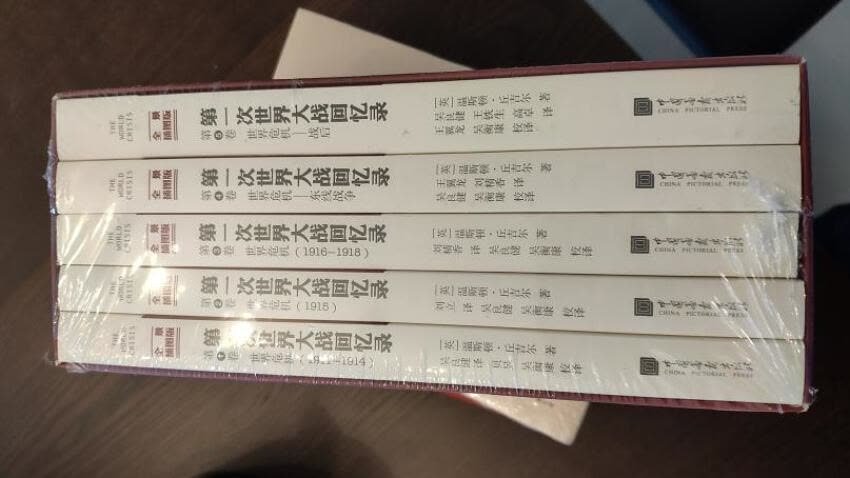 THE WORLD
CRISIS
全景
插图版
第一次世界大战回忆录
第5卷 世界危机——战后
[英]温斯顿·丘吉尔 著
吴良健 王铁生 高卓 译
王翼龙 吴衡康 校译
中国画报出版社
CHINA PICTORIAL PRESS
THE WORLD
CRISIS
全景
插图版
第一次世界大战回忆录
第4卷 世界危机——东线战争
[英]温斯顿·丘吉尔 著
王翼龙 刘精香 译
吴良健 吴衡康 校译
中国画报出版社
CHINA PICTORIAL PRESS
THE WORLD
CRISIS
全景
插图版
第一次世界大战回忆录
第3卷 世界危机(1916—1918)
[英]温斯顿·丘吉尔 著
刘精香 译 吴良健 吴衡康 校译
中国画报出版社
CHINA PICTORIAL PRESS
THE WORLD
CRISIS
全景
插图版
第一次世界大战回忆录
第2卷 世界危机(1915)
[英]温斯顿·丘吉尔 著
刘立 译 吴良健 吴衡康 校译
中国画报出版社
CHINA PICTORIAL PRESS
THE WORLD
CRISIS
全景
插图版
第一次世界大战回忆录
第1卷 世界危机
[英]温斯顿·丘吉尔 著
吴良健 译 吴衡康 校译
中国画报出版社
CHINA PICTORIAL PRESS